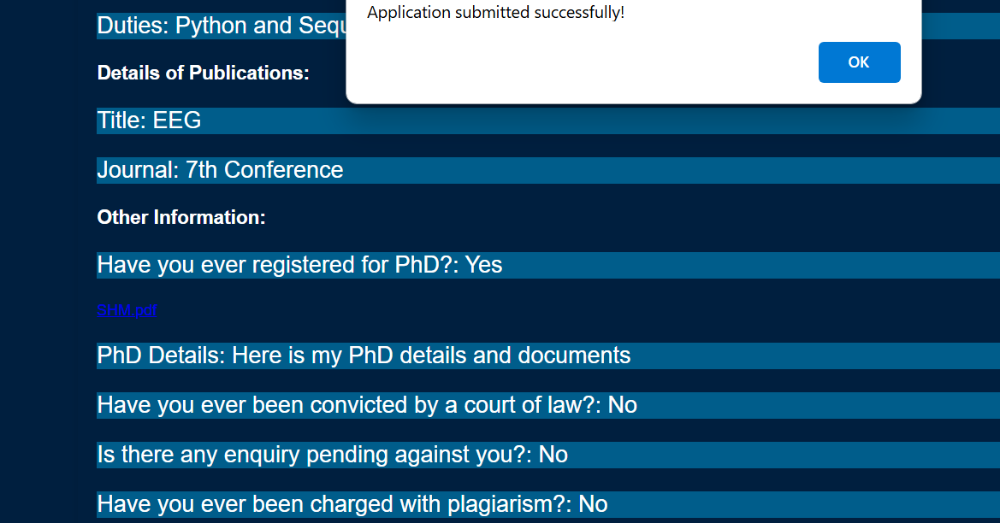 Application submitted successfully!
Duties: Python and
OK
Details of Publications:
Title: EEG
Journal: 7th Conference
Other Information:
Have you ever registered for PhD?: Yes
SHM.pdf
PhD Details: Here is my PhD details and documents
Have you ever been convicted by a court of law?: No
Is there any enquiry pending against you?: No
Have you ever been charged with plagiarism?: No